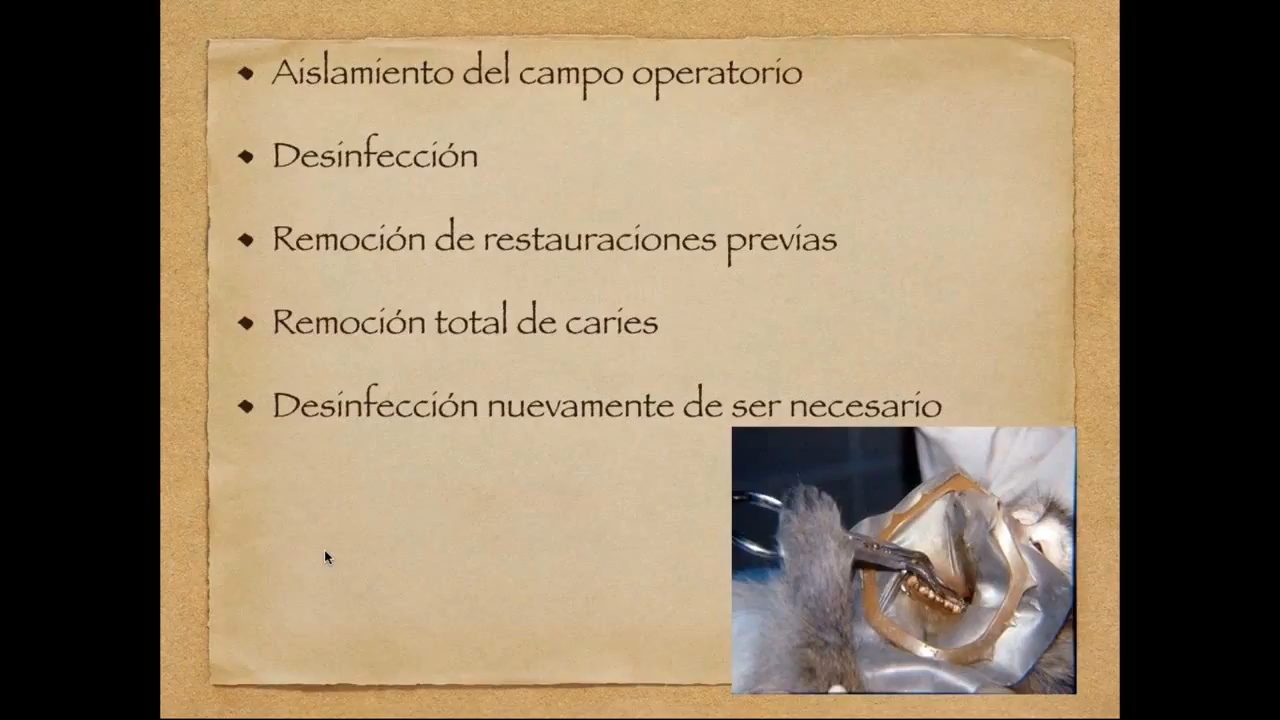 Aislamiento del campo operatorio
Desinfección
Remoción de restauraciones previas
Remoción total de caries
Desinfección nuevamente de ser necesario